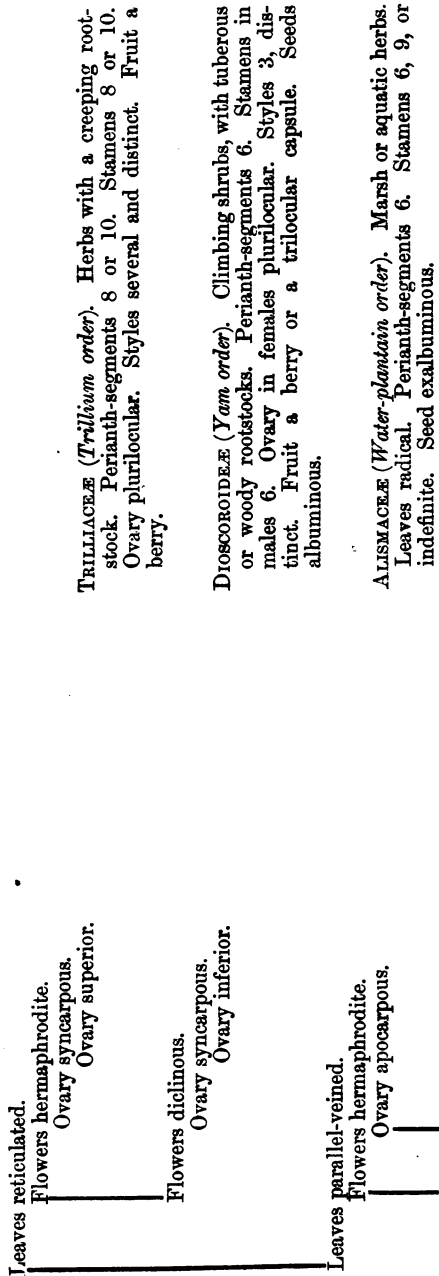 Leaves reticulated.
Flowers hermaphrodite.
Ovary syncarpous.
Ovary superior.
TRILLIACEÆ (Trillium order). Herbs with a creeping root-
stock. Perianth-segments 8 or 10. Stamens 8 or 10.
Ovary plurilocular. Styles several and distinct. Fruit a
berry.
Flowers diclinous.
Ovary syncarpous.
Ovary inferior.
DIOSCOROIDEÆ (Yam order). Climbing shrubs, with tuberous
or woody rootstocks. Perianth-segments 6. Stamens in
males 6. Ovary in females plurilocular. Styles 3, dis-
tinct. Fruit a berry or a trilocular capsule. Seeds
albuminous.
Leaves parallel-veined.
Flowers hermaphrodite.
Ovary apocarpous.
ALISMACEÆ (Water-plantain order). Marsh or aquatic herbs.
Leaves radical. Perianth-segments 6. Stamens 6, 9, or
indefinite. Seed exalbuminous.